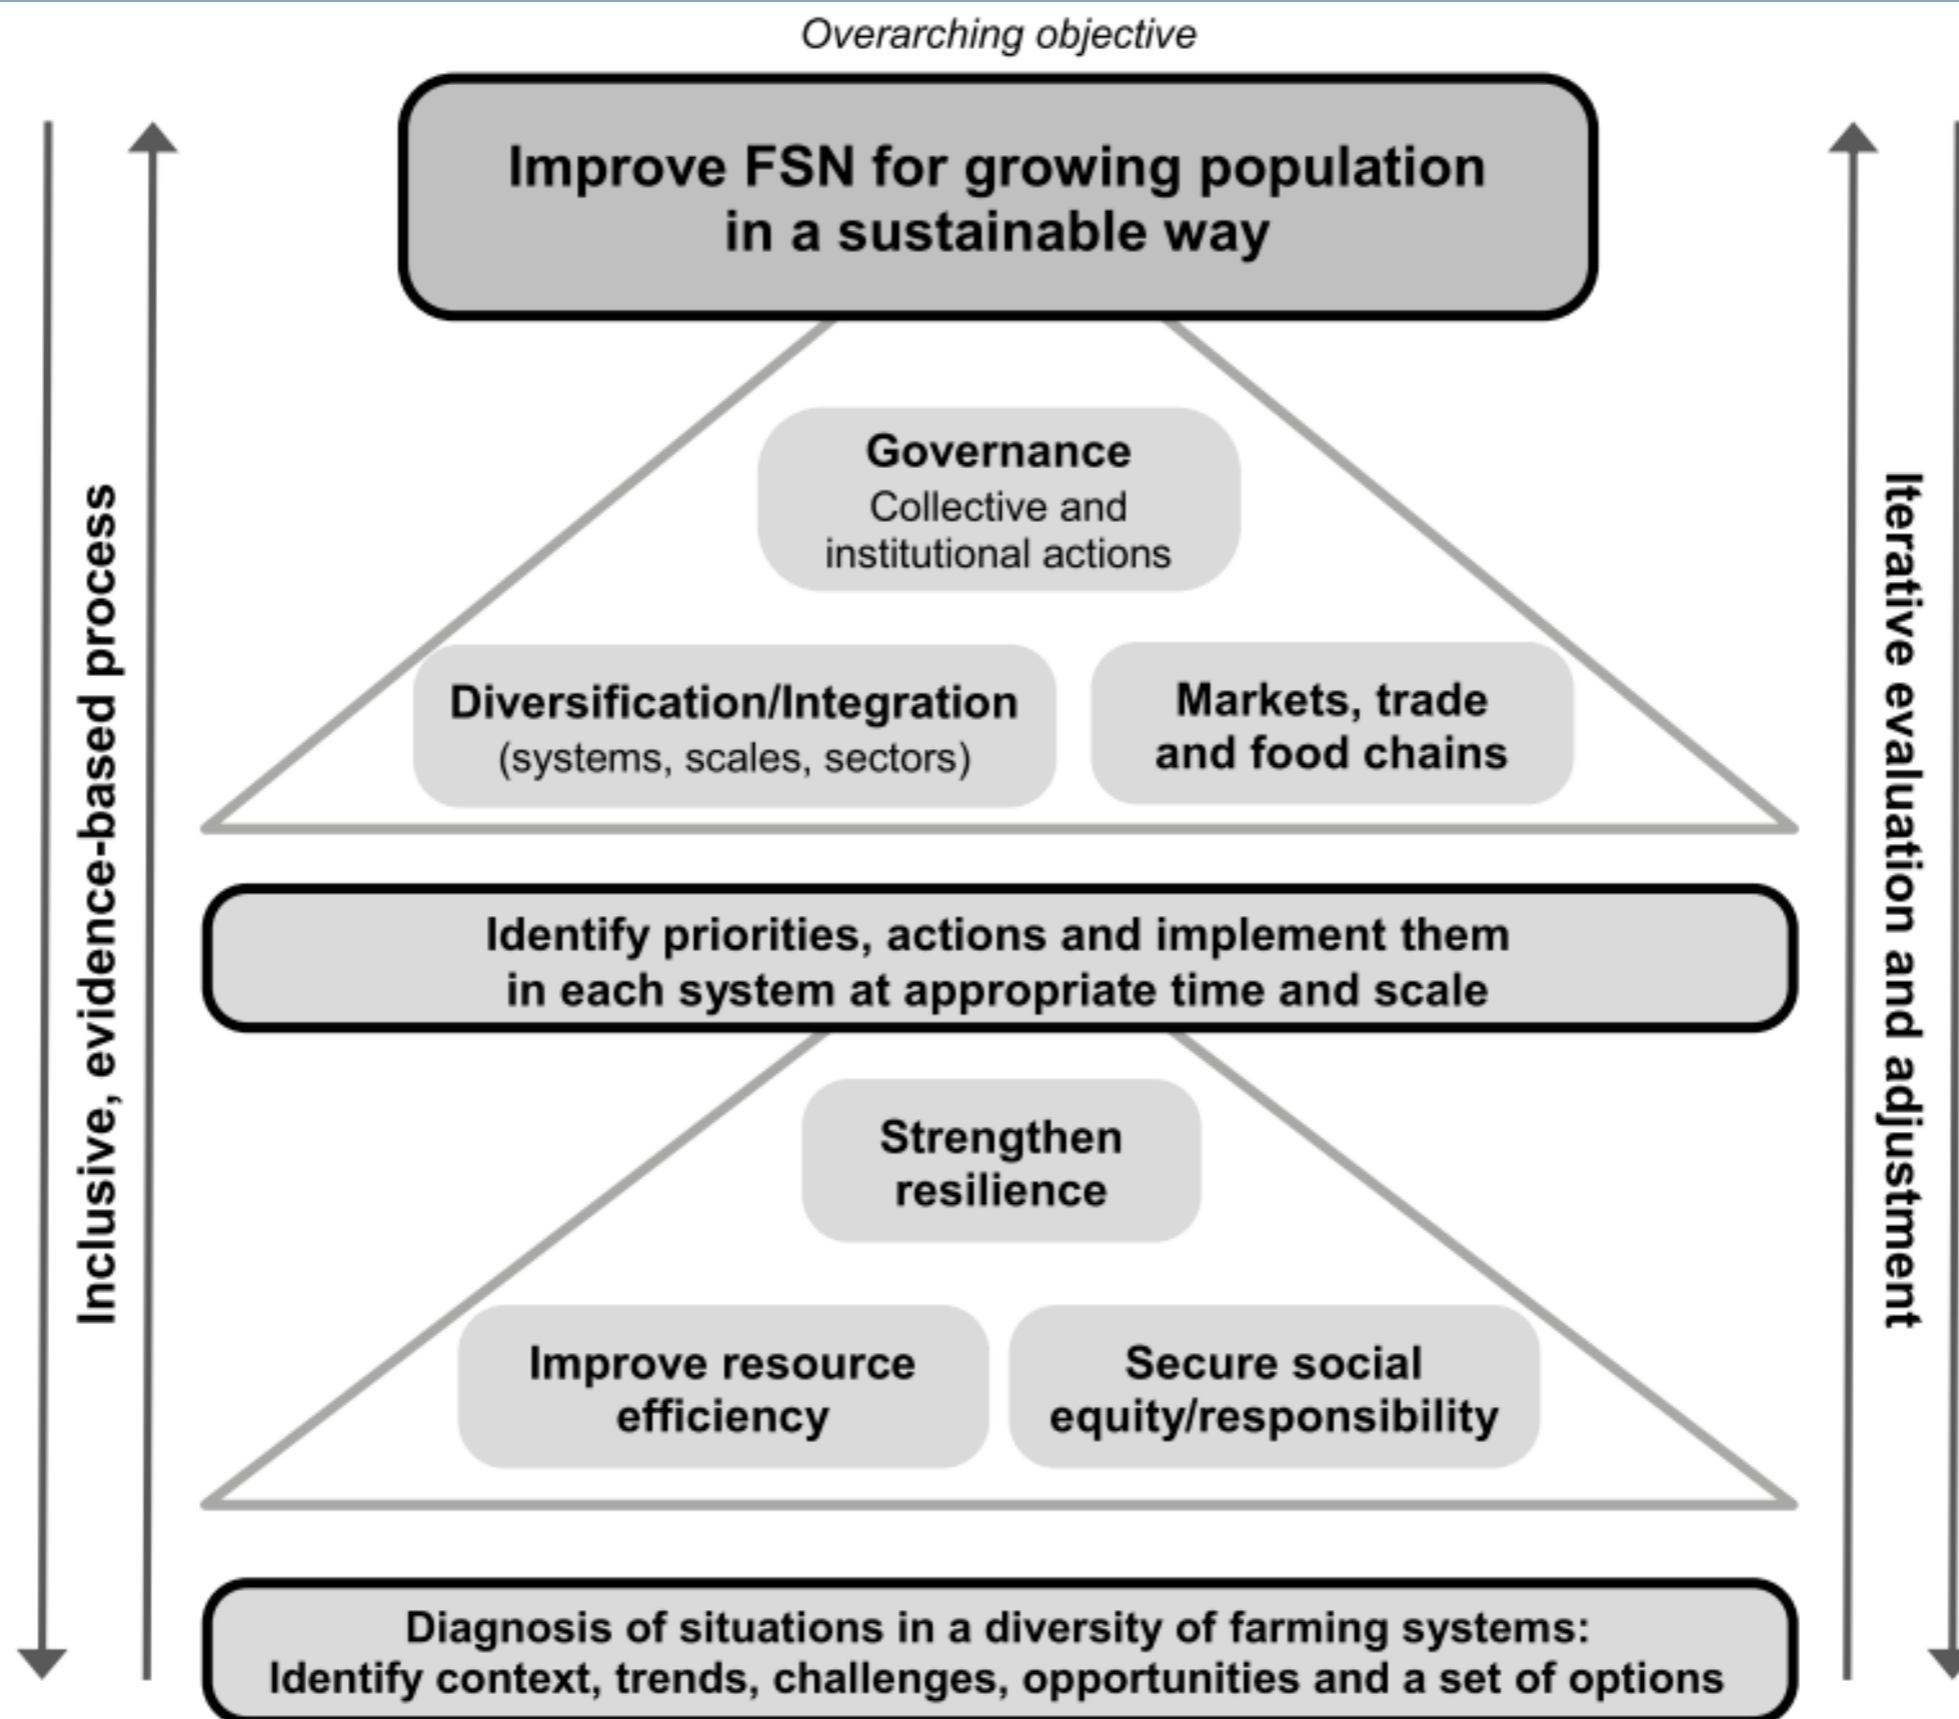 Overarching objective
Improve FSN for growing population
in a sustainable way
Governance
Collective and
institutional actions
Diversification/Integration
(systems, scales, sectors)
Markets, trade
and food chains
Identify priorities, actions and implement them
in each system at appropriate time and scale
Strengthen
resilience
Improve resource
efficiency
Secure social
equity/responsibility
Diagnosis of situations in a diversity of farming systems:
Identify context, trends, challenges, opportunities and a set of options
Inclusive, evidence-based process
Iterative evaluation and adjustment